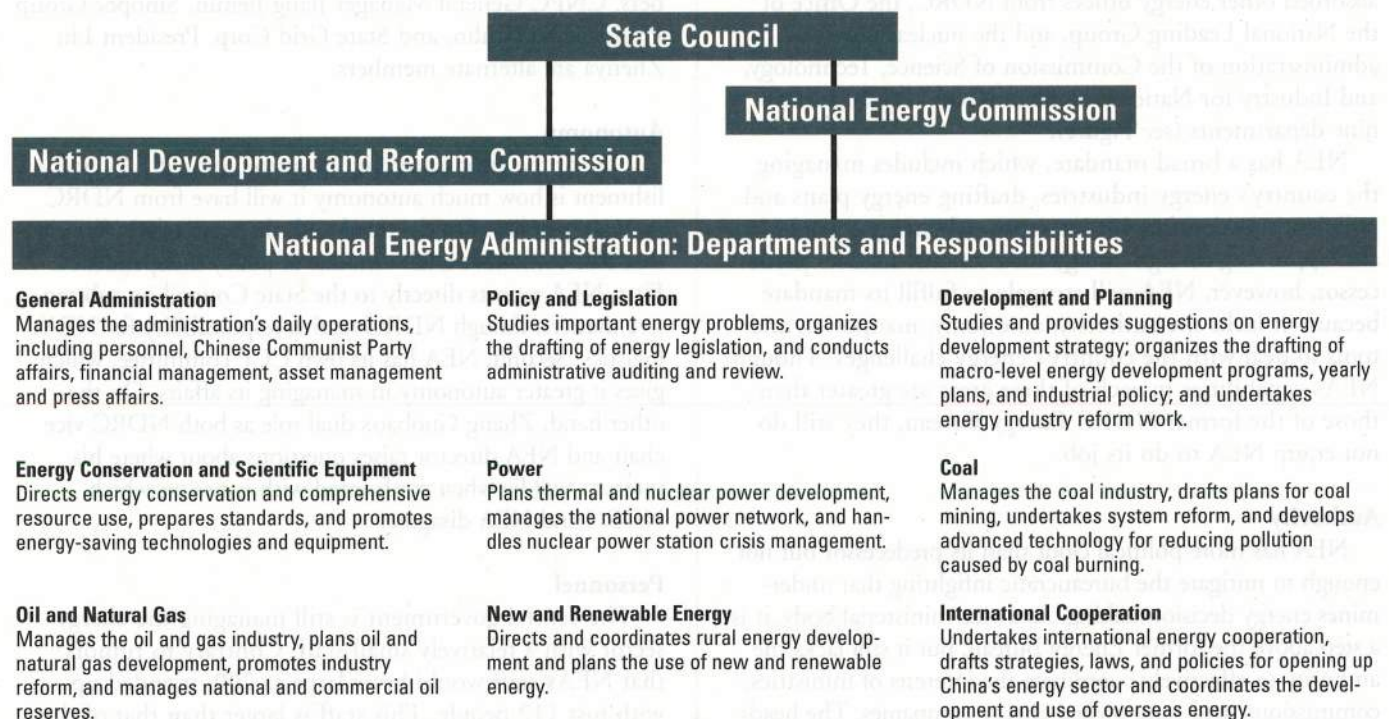 State Council
National Energy Commission
National Development and Reform Commission
National Energy Administration: Departments and Responsibilities
General Administration
Manages the administration's daily operations,
including personnel, Chinese Communist Party
affairs, financial management, asset management
and press affairs.
Policy and Legislation
Studies important energy problems, organizes
the drafting of energy legislation, and conducts
administrative auditing and review.
Development and Planning
Studies and provides suggestions on energy
development strategy; organizes the drafting of
macro-level energy development programs, yearly
plans, and industrial policy; and undertakes
energy industry reform work.
Energy Conservation and Scientific Equipment
Directs energy conservation and comprehensive
resource use, prepares standards, and promotes
energy-saving technologies and equipment.
Power
Plans thermal and nuclear power development,
manages the national power network, and han-
dles nuclear power station crisis management.
Coal
Manages the coal industry, drafts plans for coal
mining, undertakes system reform, and develops
advanced technology for reducing pollution
caused by coal burning.
Oil and Natural Gas
Manages the oil and gas industry, plans oil and
natural gas development, promotes industry
reform, and manages national and commercial oil
reserves.
New and Renewable Energy
Directs and coordinates rural energy develop-
ment and plans the use of new and renewable
energy.
International Cooperation
Undertakes international energy cooperation,
drafts strategies, laws, and policies for opening up
China's energy sector and coordinates the devel-
opment and use of overseas energy.